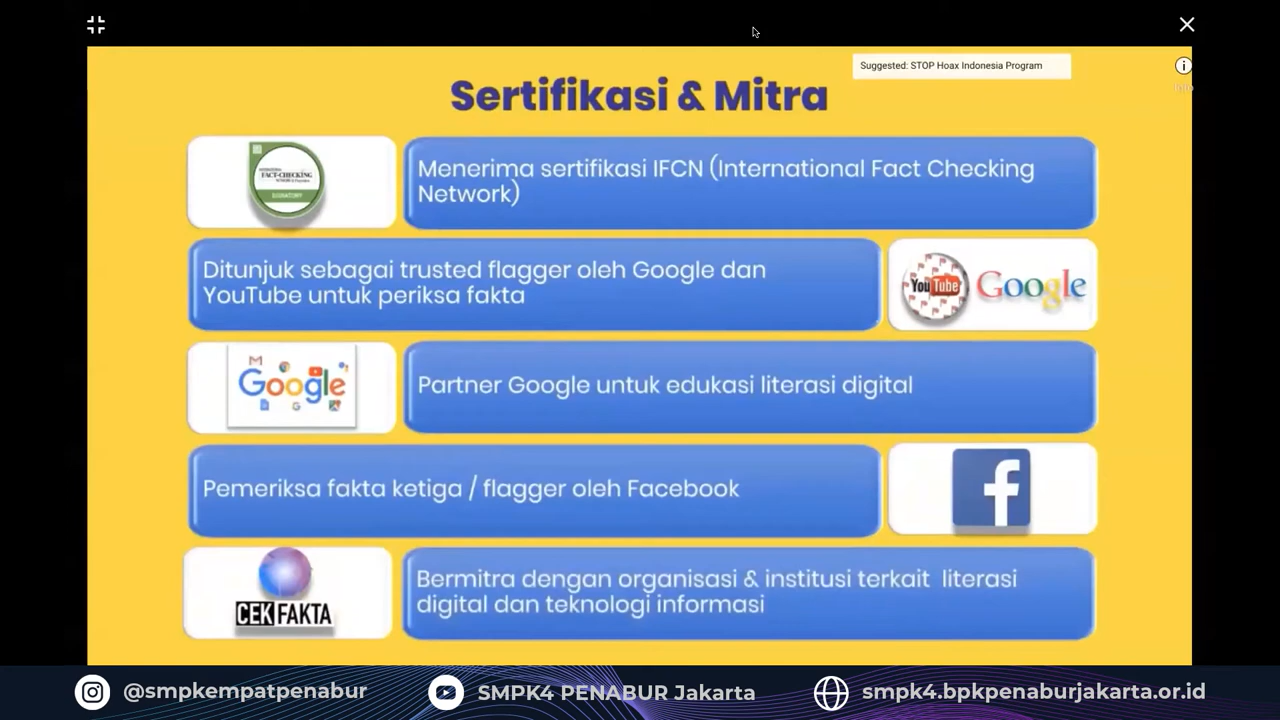 Suggested: STOP Hoax Indonesia Program
Sertifikasi & Mitra
FACT-CHECKING
SIGNATORY
Menerima sertifikasi IFCN (International Fact Checking
Network)
Ditunjuk sebagai trusted flagger oleh Google dan
YouTube untuk periksa fakta
YouTube
Google
Google
Partner Google untuk edukasi literasi digital
Pemeriksa fakta ketiga / flagger oleh Facebook
CEK FAKTA
Bermitra dengan organisasi & institusi terkait literasi
digital dan teknologi informasi
@smpkempatpenabur
SMPK4 PENABUR Jakarta
smpk4.bpkpenaburjakarta.or.id